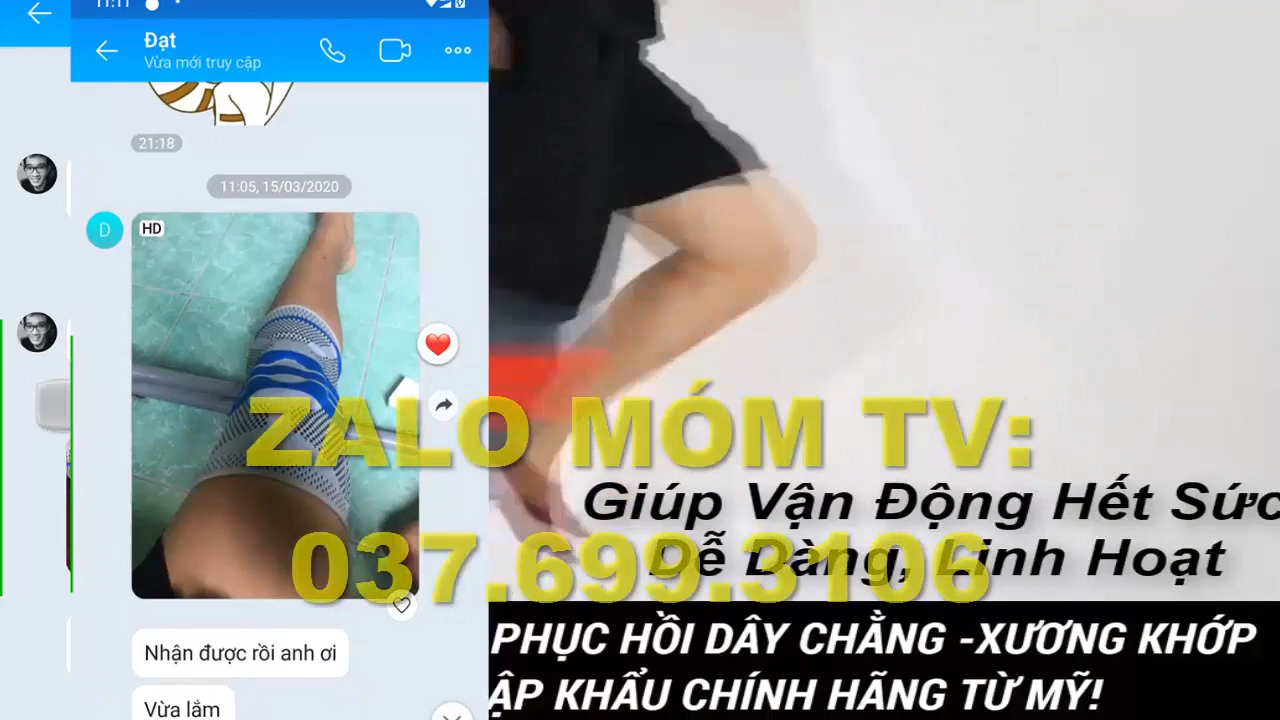 11:11
Đạt
Vừa mới truy cập
21:18
11:05, 15/03/2020
D
HD
ZALO MÓM TV:
037.699.3106
Nhận được rồi anh ơi
Vừa lắm
Giúp Vận Động Hết Sức
Dễ Dàng, Linh Hoạt
PHỤC HỒI DÂY CHẰNG -XƯƠNG KHỚP
ẬP KHẨU CHÍNH HÃNG TỪ MỸ!